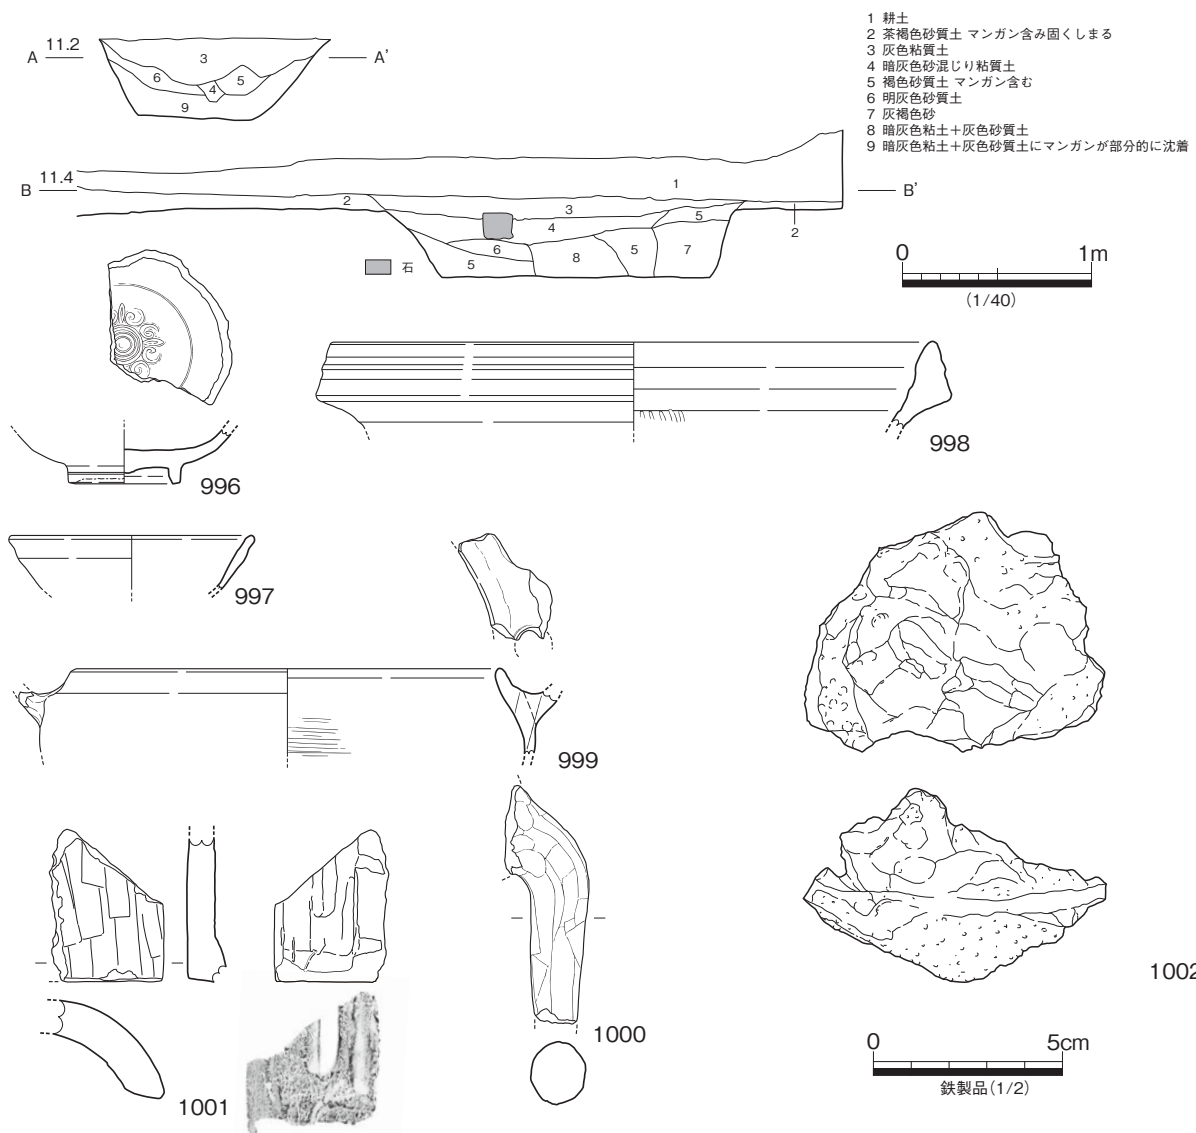 A 11.2 A'
3
6
5
4
9
1 耕土
2 茶褐色砂質土 マンガン含み固くしまる
3 灰色粘質土
4 暗灰色砂混じり粘質土
5 褐色砂質土 マンガン含む
6 明灰色砂質土
7 灰褐色砂
8 暗灰色粘土＋灰色砂質土
9 暗灰色粘土＋灰色砂質土にマンガンが部分的に沈着
B 11.4 B'
1
2
3
5
4
2
6
8
5
7
5
石
0 1m
(1/40)
996
998
997
999
1000
1001
1002
0 5cm
鉄製品(1/2)